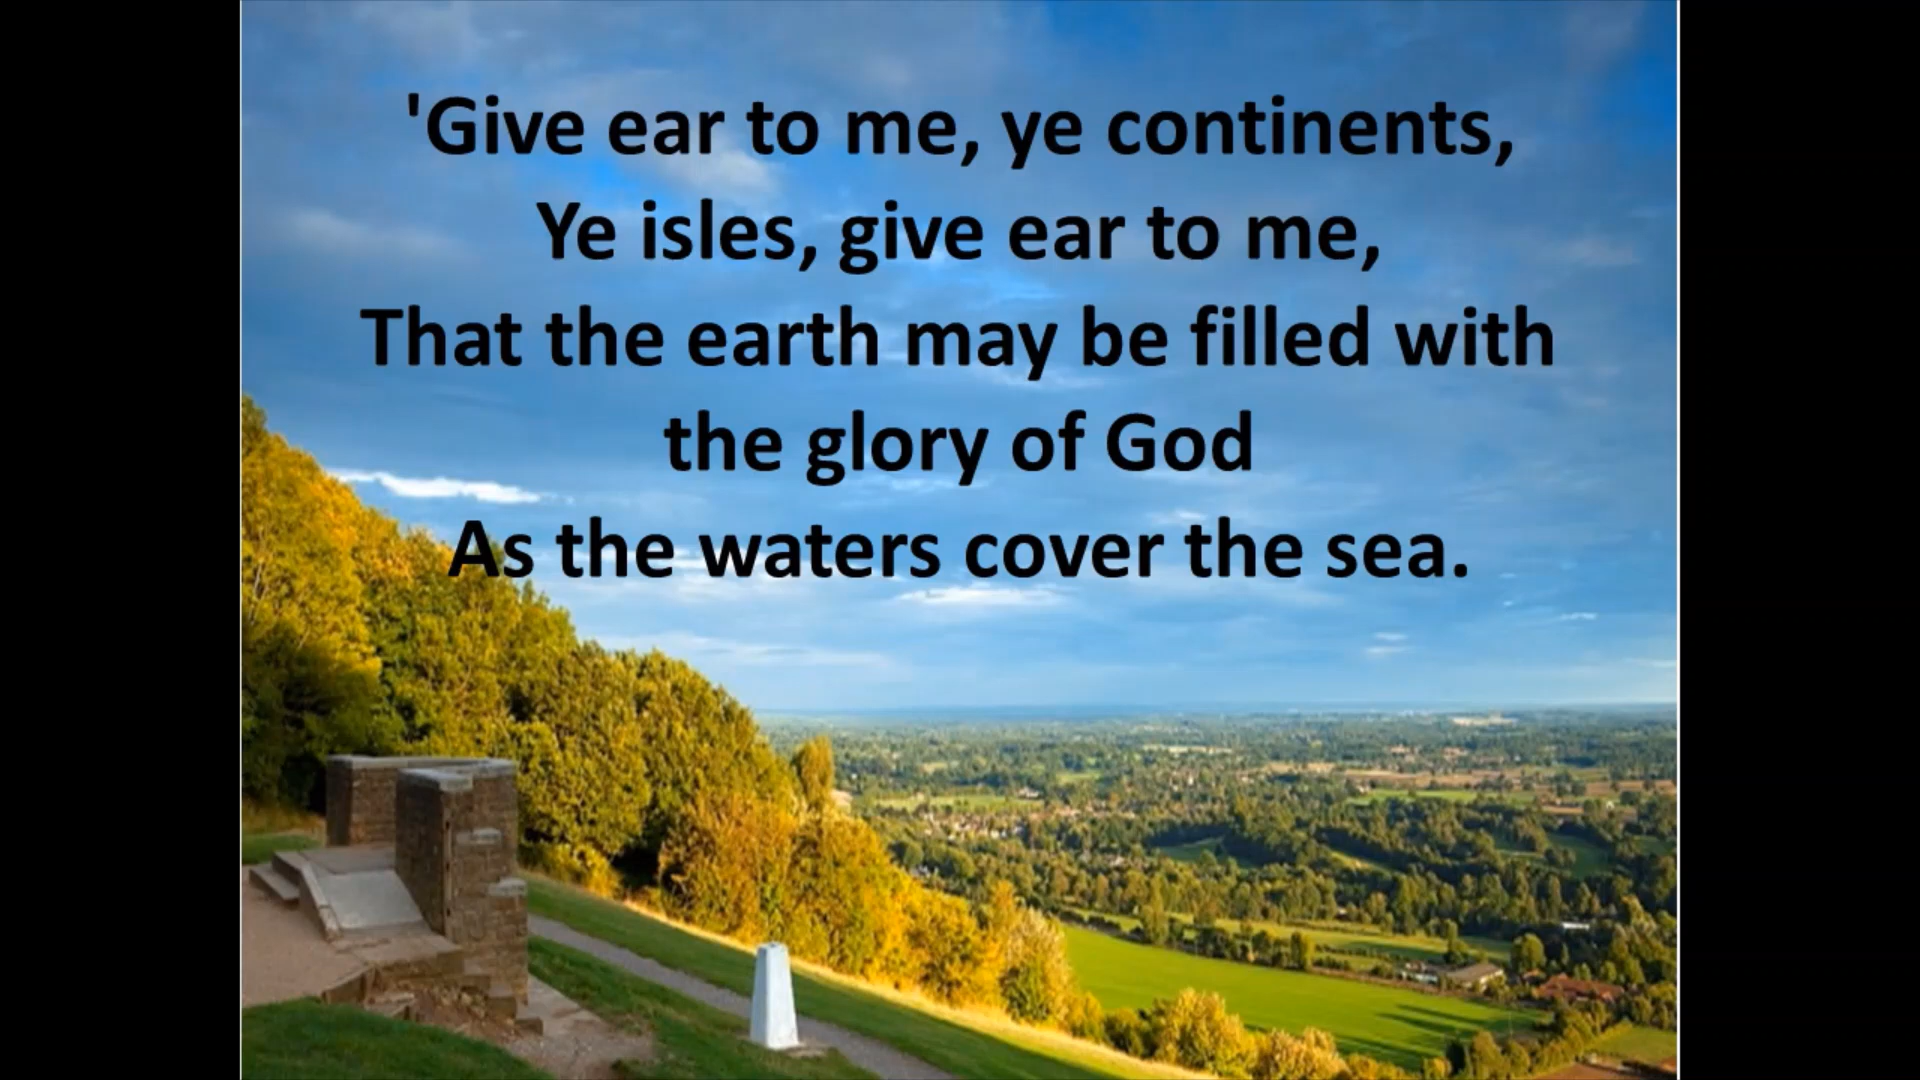 'Give ear to me, ye continents,
Ye isles, give ear to me,
That the earth may be filled with
the glory of God
As the waters cover the sea.